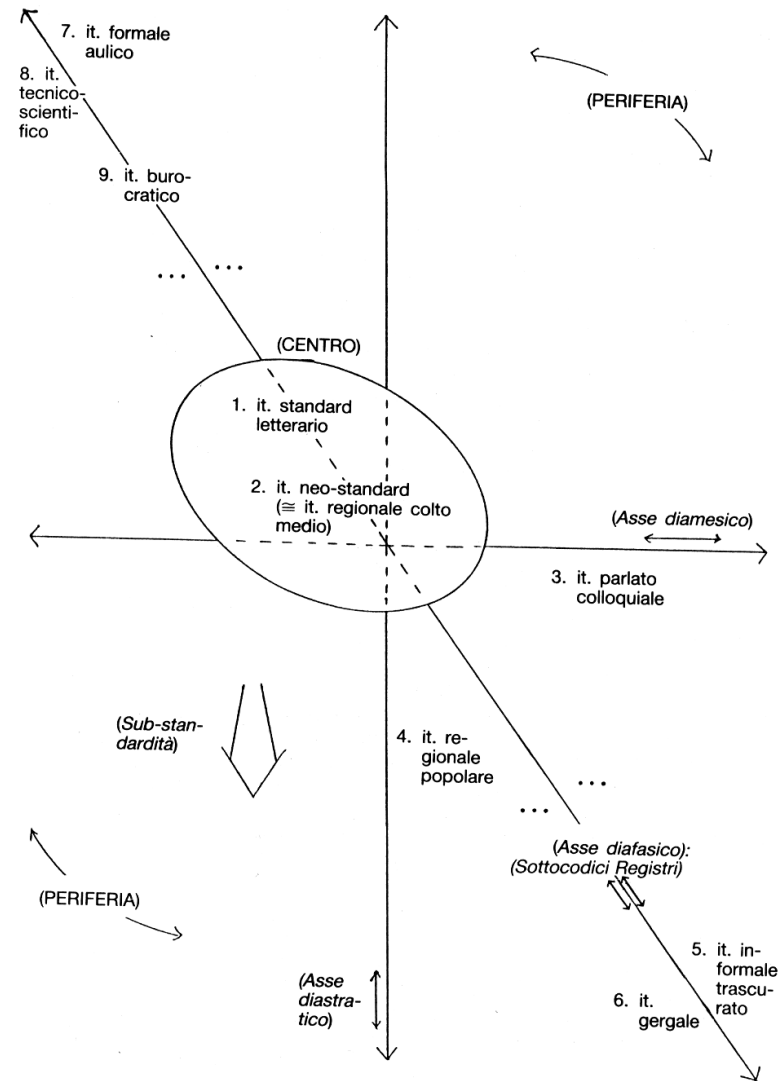 7. it. formale
aulico
8. it.
tecnico-
scienti-
fico
(PERIFERIA)
9. it. buro-
cratico
... ...
(CENTRO)
1. it. standard
letterario
2. it. neo-standard
(≅ it. regionale colto
medio)
(Asse diamesico)
3. it. parlato
colloquiale
(Sub-stan-
dardità)
4. it. re-
gionale
popolare
... ...
(Asse diafasico):
(Sottocodici Registri)
(PERIFERIA)
5. it. in-
formale
trascu-
rato
6. it.
gergale
(Asse
diastra-
tico)